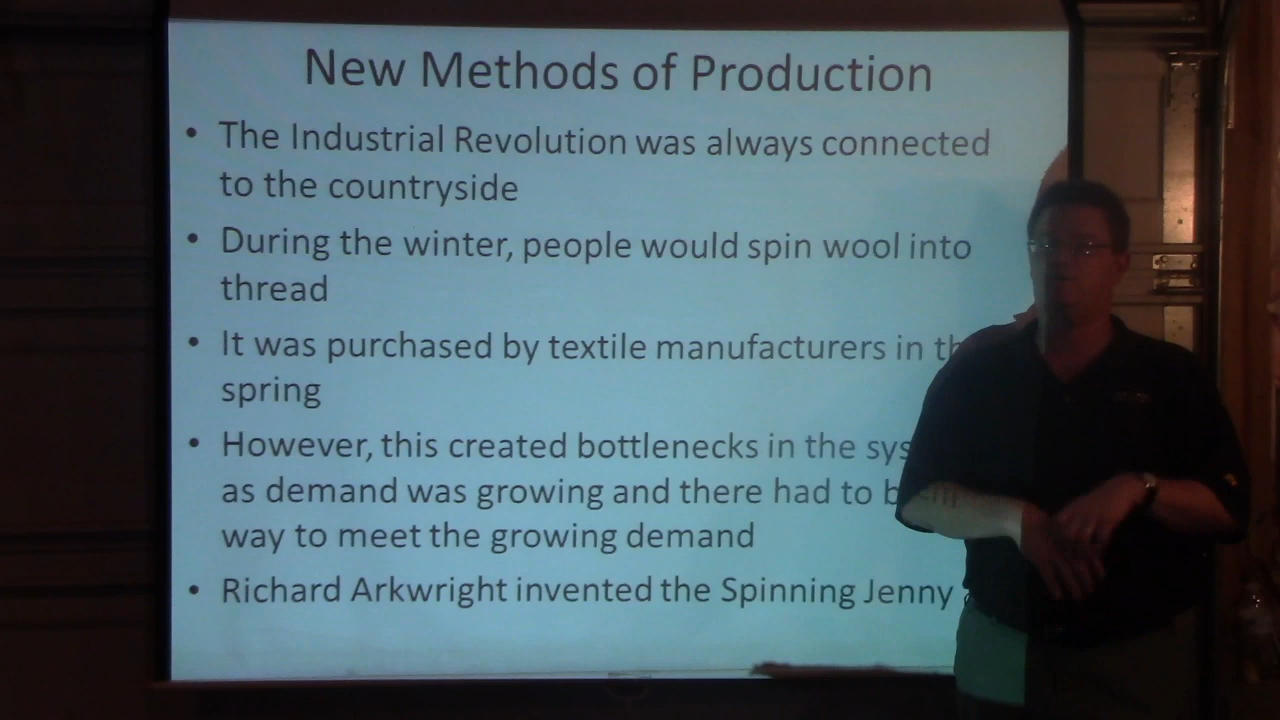 New Methods of Production
• The Industrial Revolution was always connected
to the countryside
• During the winter, people would spin wool into
thread
• It was purchased by textile manufacturers in
spring
• However, this created bottlenecks in the
as demand was growing and there had to
way to meet the growing demand
• Richard Arkwright invented the Spinning Jenny